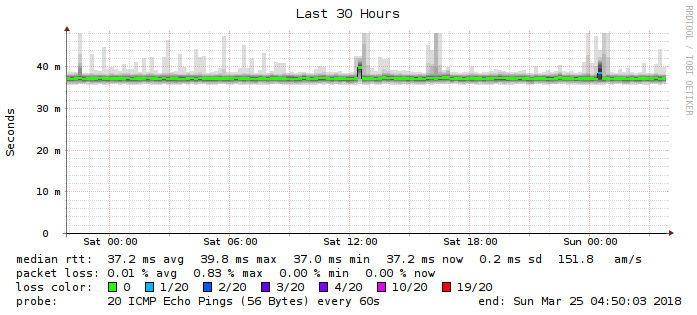 Last 30 Hours
RRDTOOL / TOBI OETIKER
Seconds
40 m
30 m
20 m
10 m
0
Sat 00:00 Sat 06:00 Sat 12:00 Sat 18:00 Sun 00:00
median rtt: 37.2 ms avg 39.8 ms max 37.0 ms min 37.2 ms now 0.2 ms sd 151.8 am/s
packet loss: 0.01 % avg 0.83 % max 0.00 % min 0.00 % now
loss color: 0 1/20 2/20 3/20 4/20 10/20 19/20
probe: 20 ICMP Echo Pings (56 Bytes) every 60s end: Sun Mar 25 04:50:03 2018